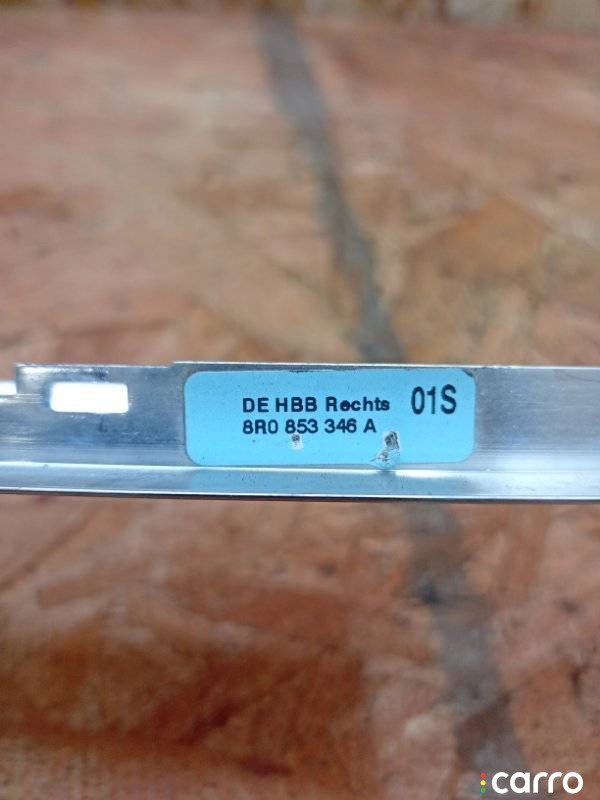 DE HBB Rechts 01S
8R0 853 346 A
carro